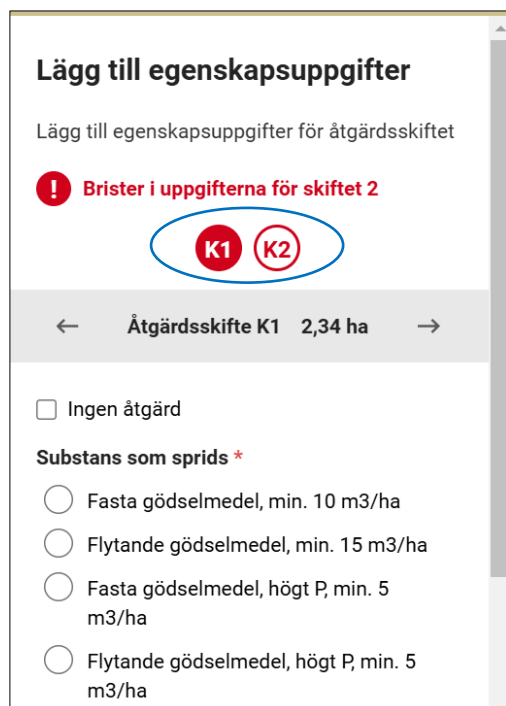 Lägg till egenskapsuppgifter
Lägg till egenskapsuppgifter för åtgärdsskiftet
! Brister i uppgifterna för skiftet 2
K1 K2
← Åtgärdsskifte K1 2,34 ha →
Ingen åtgärd
Substans som sprids *
Fasta gödselmedel, min. 10 m3/ha
Flytande gödselmedel, min. 15 m3/ha
Fasta gödselmedel, högt P, min. 5
m3/ha
Flytande gödselmedel, högt P, min. 5
m3/ha